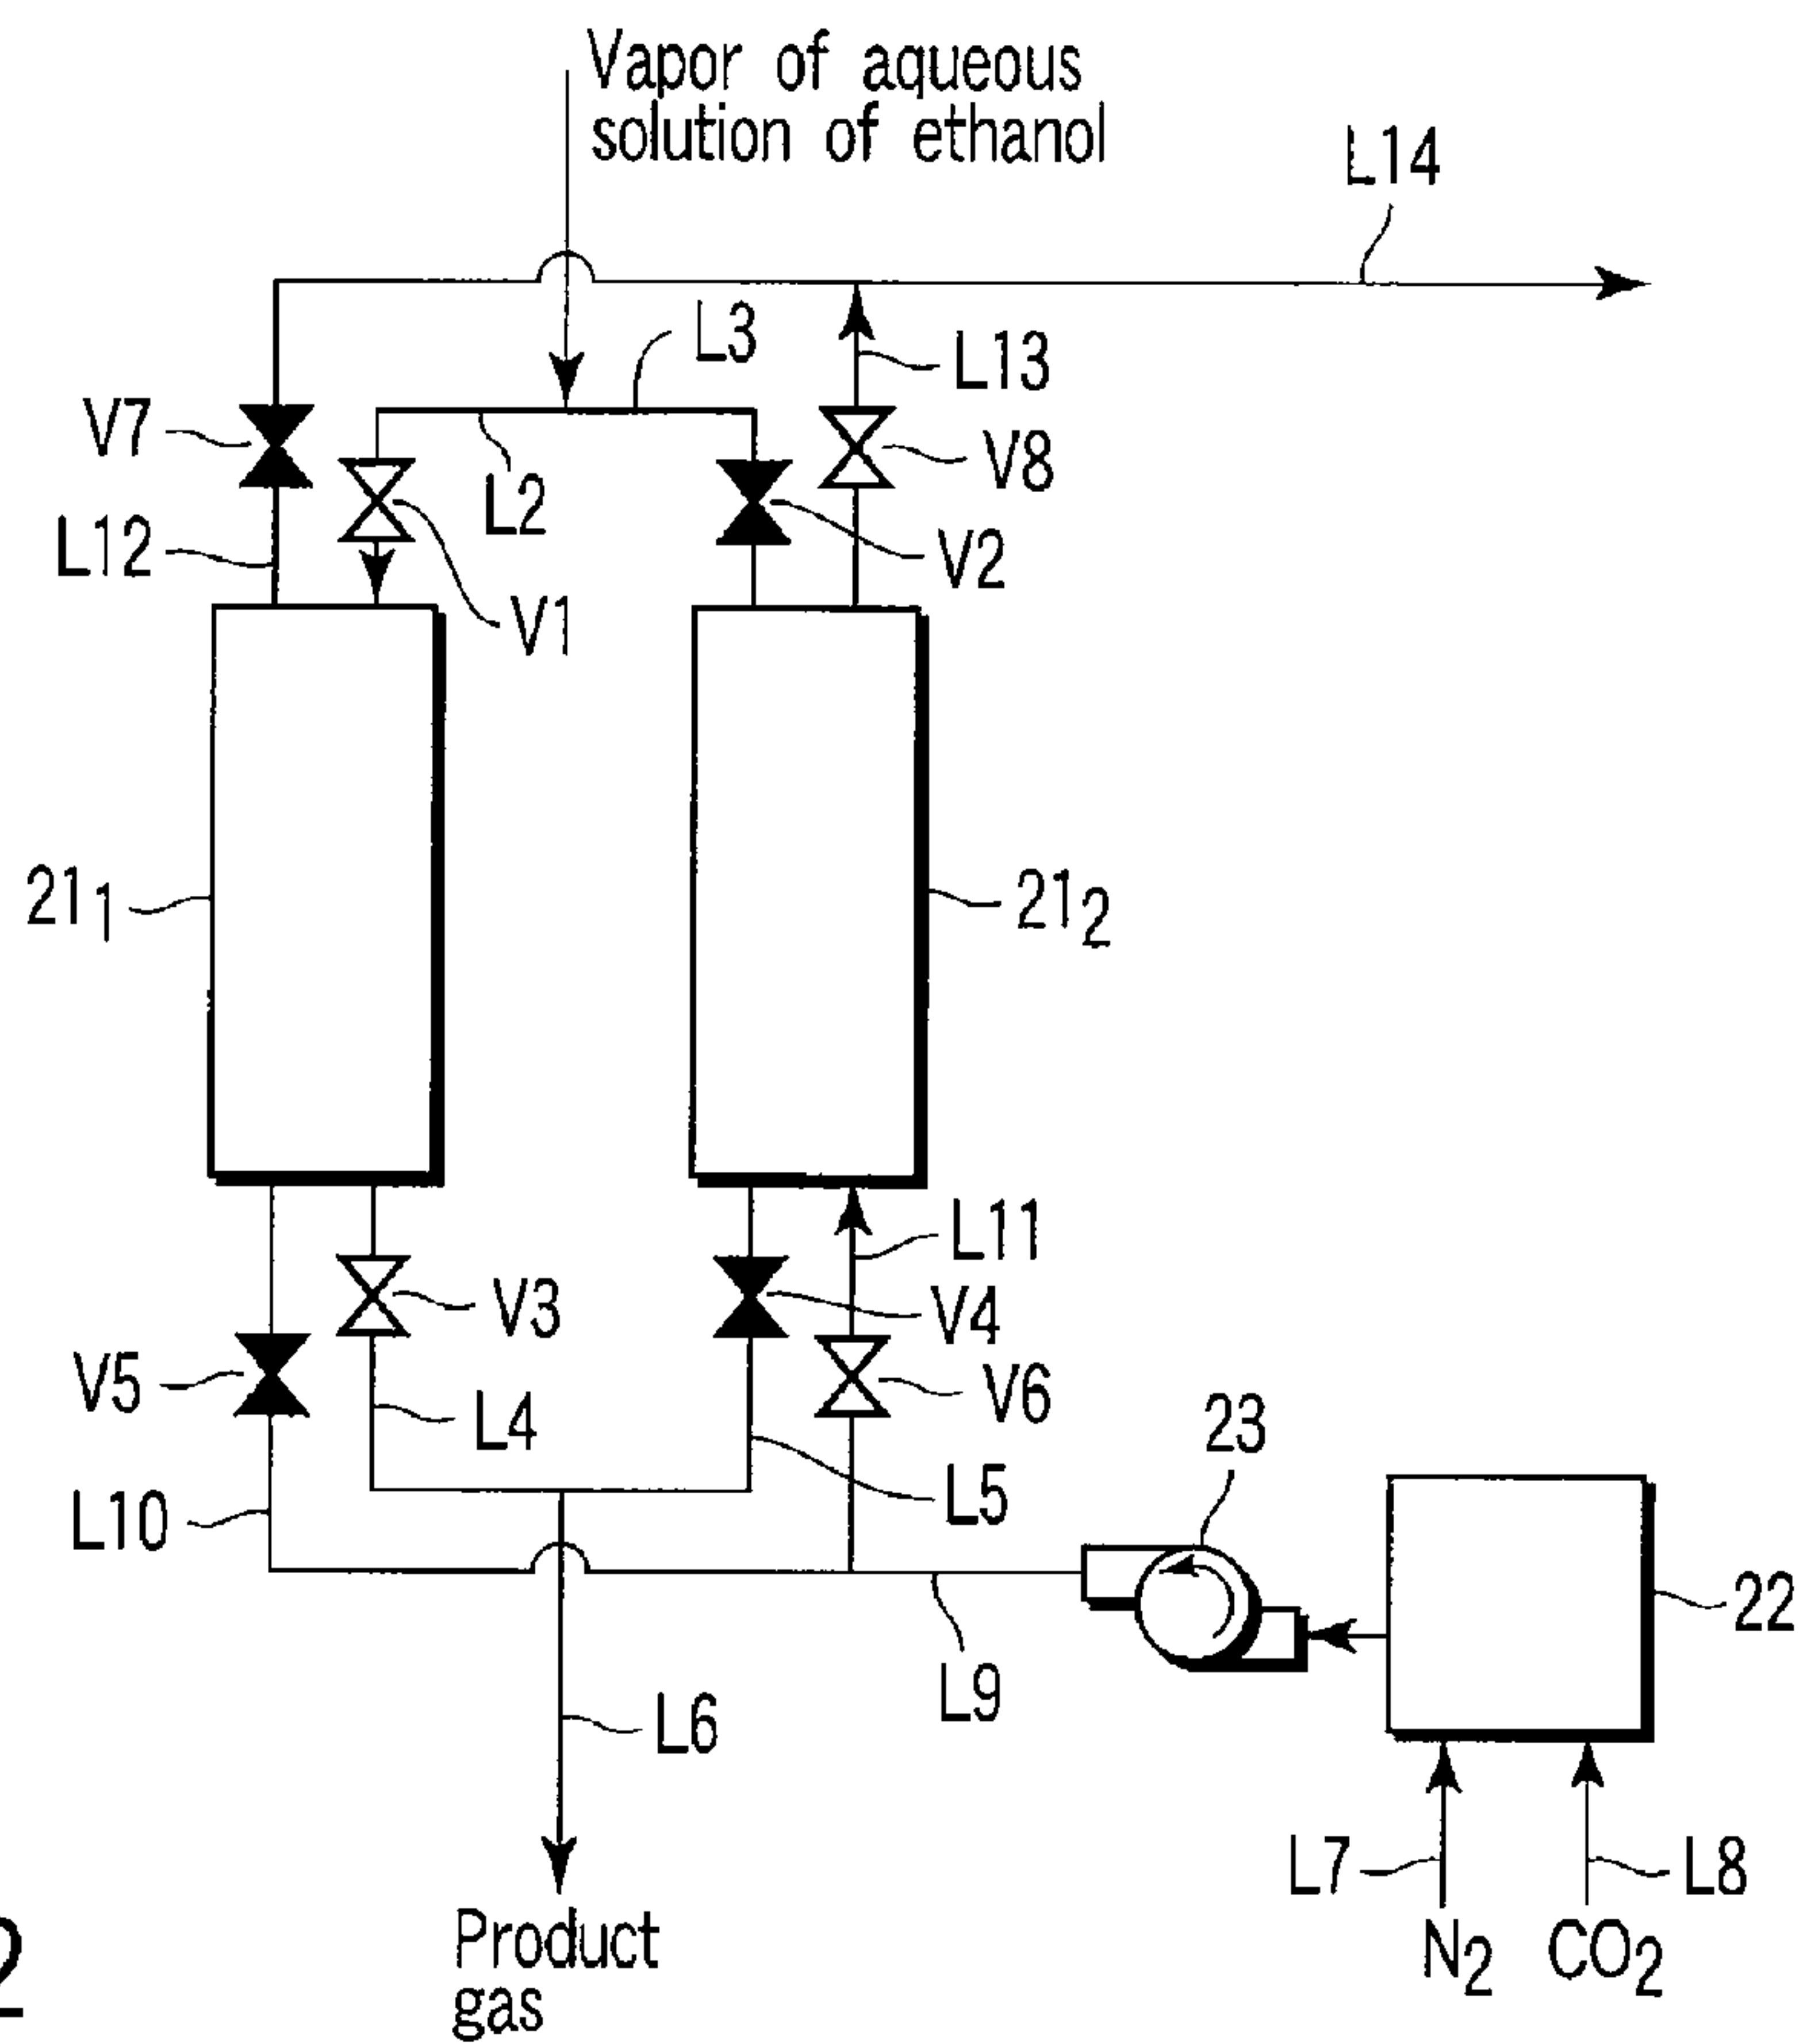 Vapor of aqueous
solution of ethanol
L14
L3
L13
V7
V8
L2
L12
V2
V1
21₁
21₂
L11
V3
V4
V5
V6
L4
23
L5
L10
22
L9
L6
L7
L8
Product
gas
N₂
CO₂
2